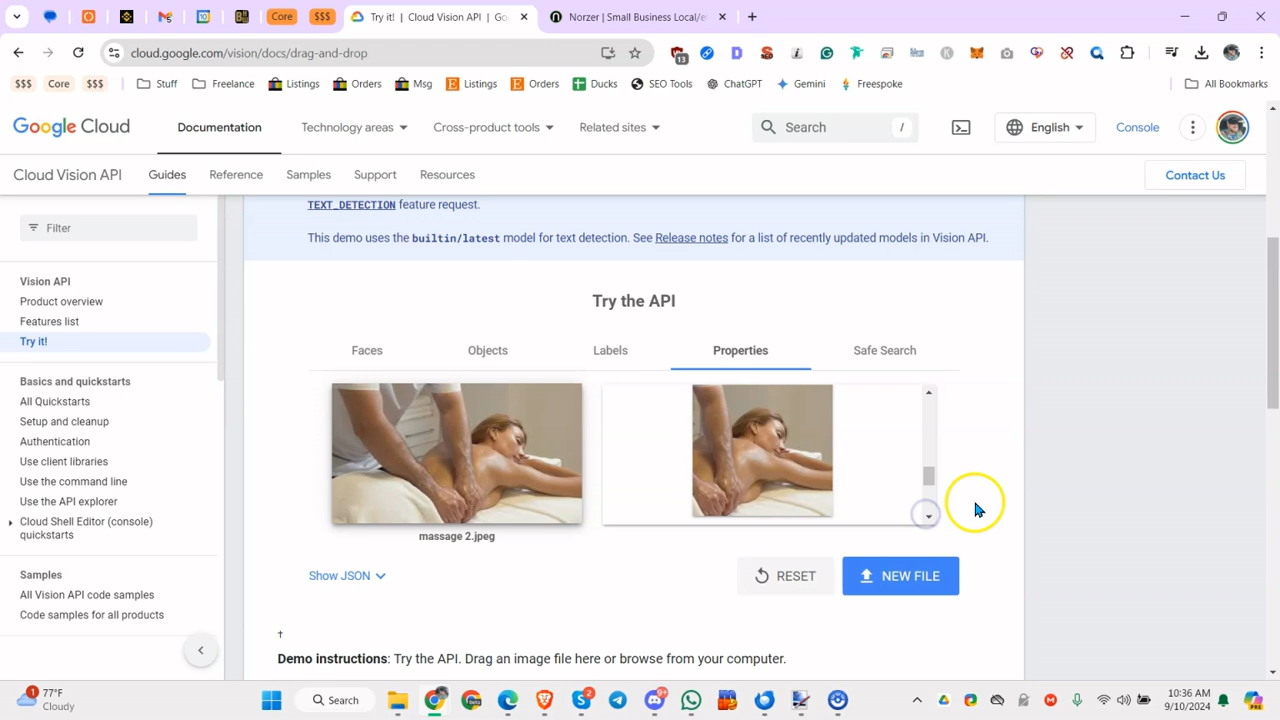 Core
$$$
Try it! | Cloud Vision API | Go
Norzer | Small Business Local/e
cloud.google.com/vision/docs/drag-and-drop
13
$$$
Core
$$$
Stuff
Freelance
Listings
Orders
Msg
Listings
Orders
Ducks
SEO Tools
ChatGPT
Gemini
Freespoke
All Bookmarks
Google Cloud
Documentation
Technology areas
Cross-product tools
Related sites
Search
/
English
Console
Cloud Vision API
Guides
Reference
Samples
Support
Resources
Contact Us
Filter
Vision API
Product overview
Features list
Try it!
Basics and quickstarts
All Quickstarts
Setup and cleanup
Authentication
Use client libraries
Use the command line
Use the API explorer
Cloud Shell Editor (console)
quickstarts
Samples
All Vision API code samples
Code samples for all products
TEXT_DETECTION feature request.
This demo uses the builtin/latest model for text detection. See Release notes for a list of recently updated models in Vision API.
Try the API
Faces
Objects
Labels
Properties
Safe Search
massage 2.jpeg
Show JSON
RESET
NEW FILE
†
Demo instructions: Try the API. Drag an image file here or browse from your computer.
1
77°F
Cloudy
Search
2
9+
10:36 AM
9/10/2024